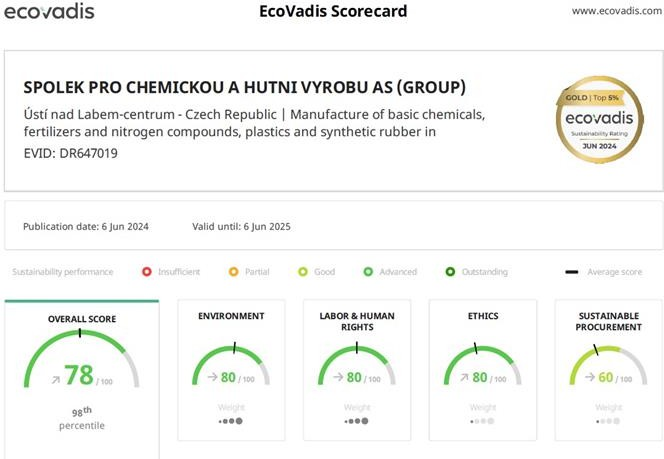 ecovadis
EcoVadis Scorecard
www.ecovadis.com
SPOLEK PRO CHEMICKOU A HUTNI VYROBU AS (GROUP)
Ústí nad Labem-centrum - Czech Republic | Manufacture of basic chemicals,
fertilizers and nitrogen compounds, plastics and synthetic rubber in
EVID: DR647019
GOLD | Top 5%
ecovadis
Sustainability Rating
JUN 2024
Publication date: 6 Jun 2024
Valid until: 6 Jun 2025
Sustainability performance
Insufficient
Partial
Good
Advanced
Outstanding
Average score
OVERALL SCORE
78 / 100
98th
percentile
ENVIRONMENT
80 / 100
Weight
LABOR & HUMAN
RIGHTS
80 / 100
Weight
ETHICS
80 / 100
Weight
SUSTAINABLE
PROCUREMENT
60 / 100
Weight